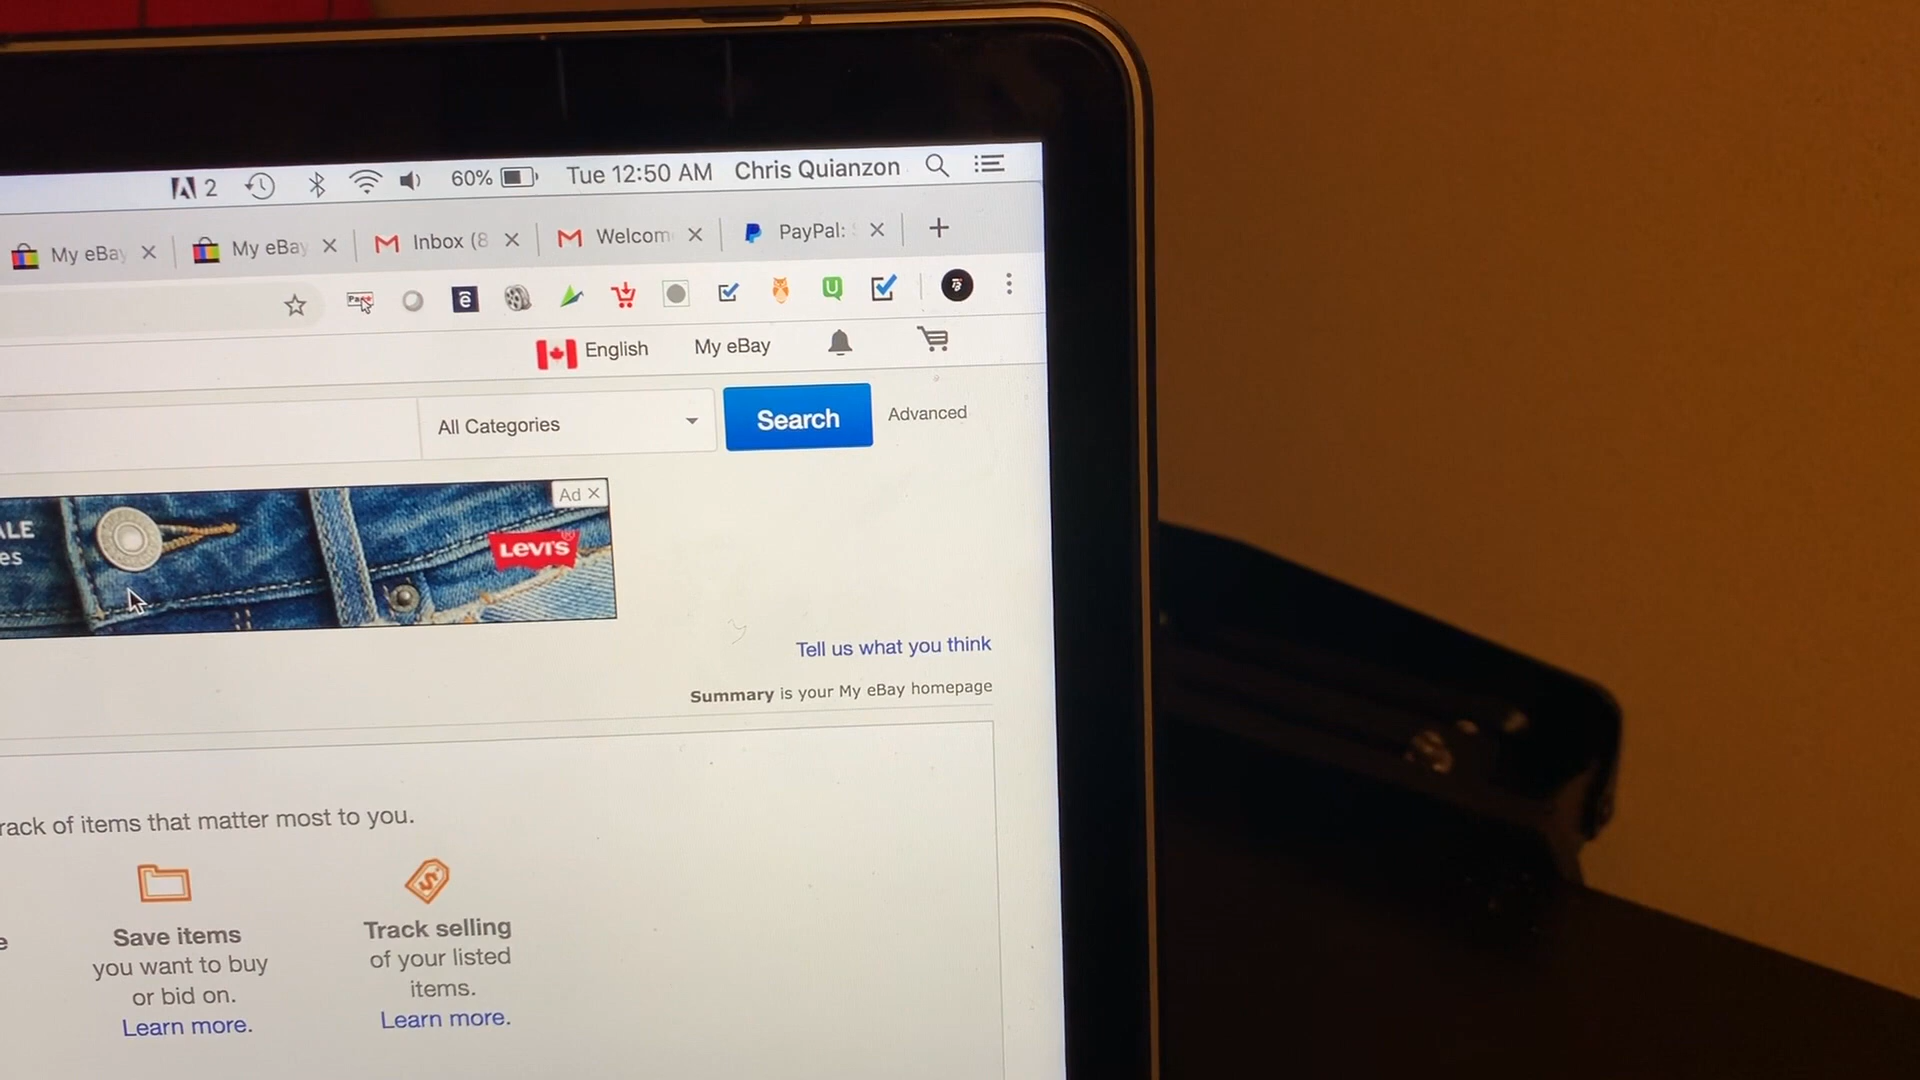 2 60% Tue 12:50 AM Chris Quianzon
My eBay My eBay Inbox (8 Welcom PayPal:
English My eBay
All Categories Search Advanced
Ad
ALE
es
Levi's
Tell us what you think
Summary is your My eBay homepage
rack of items that matter most to you.
e
Save items
you want to buy
or bid on.
Learn more.
Track selling
of your listed
items.
Learn more.